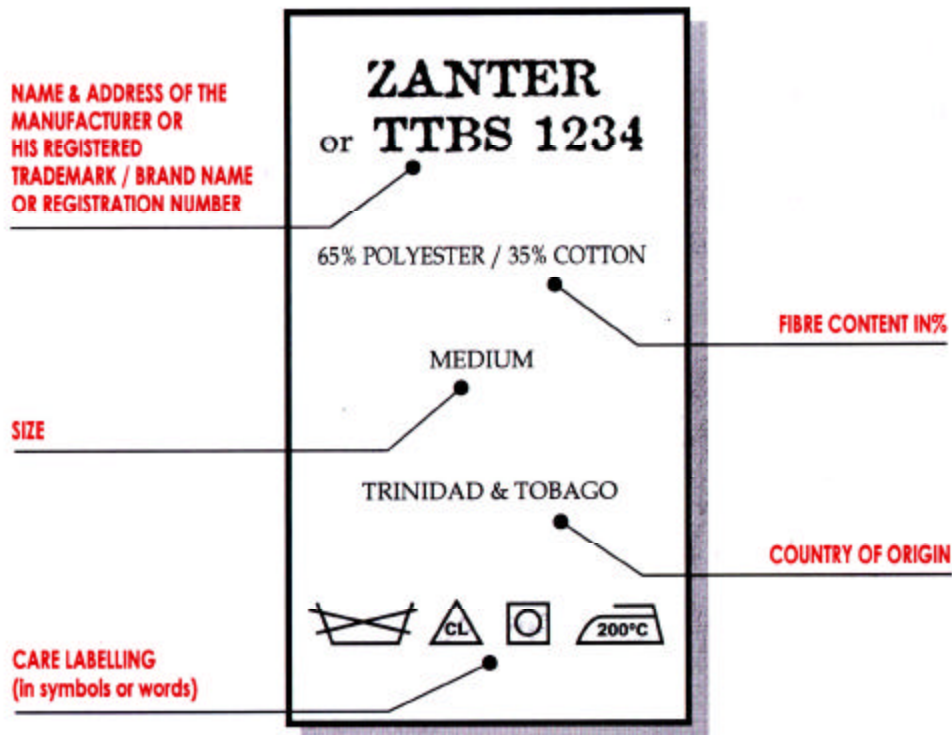 NAME & ADDRESS OF THE
MANUFACTURER OR
HIS REGISTERED
TRADEMARK / BRAND NAME
OR REGISTRATION NUMBER
ZANTER
or TTBS 1234
65% POLYESTER / 35% COTTON
FIBRE CONTENT IN%
MEDIUM
SIZE
TRINIDAD & TOBAGO
COUNTRY OF ORIGIN
CL
200ºC
CARE LABELLING
(in symbols or words)